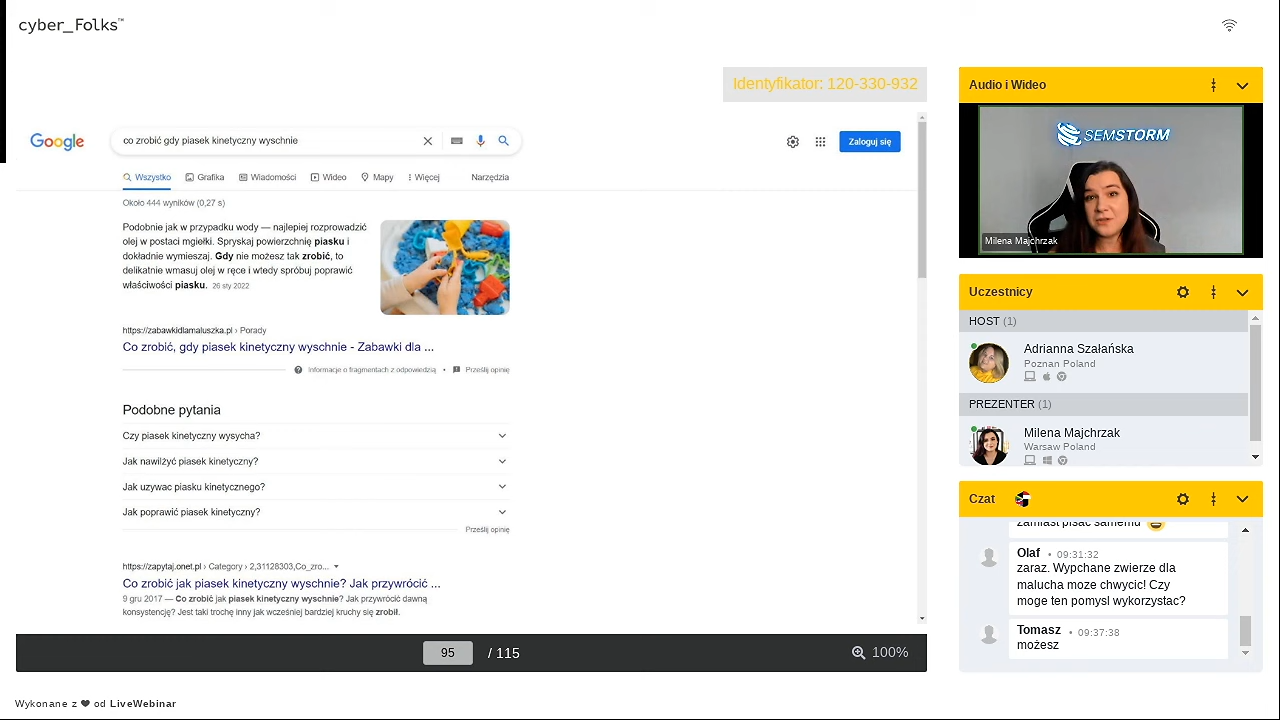 cyber_Folks™
Identyfikator: 120-330-932
Google
co zrobić gdy piasek kinetyczny wyschnie
Zaloguj się
Wszystko Grafika Wiadomości Wideo Mapy Więcej Narzędzia
Około 444 wyników (0,27 s)
Podobnie jak w przypadku wody — najlepiej rozprowadzić
olej w postaci mgiełki. Spryskaj powierzchnię piasku i
dokładnie wymieszaj. Gdy nie możesz tak zrobić, to
delikatnie wmasuj olej w ręce i wtedy spróbuj poprawić
właściwości piasku. 26 sty 2022
https://zabawkidlamaluszka.pl › Porady
Co zrobić, gdy piasek kinetyczny wyschnie - Zabawki dla ...
Informacje o fragmentach z odpowiedzią • Prześlij opinię
Podobne pytania
Czy piasek kinetyczny wysycha?
Jak nawilżyć piasek kinetyczny?
Jak uzywac piasku kinetycznego?
Jak poprawić piasek kinetyczny?
Prześlij opinię
https://zapytaj.onet.pl › Category › 2,31128303,Co_zro...
Co zrobić jak piasek kinetyczny wyschnie? Jak przywrócić ...
9 gru 2017 — Co zrobić jak piasek kinetyczny wyschnie? Jak przywrócić dawną
konsystencję? Jest taki trochę inny jak wcześniej bardziej kruchy się zrobił.
95 / 115
100%
Wykonane z ❤ od LiveWebinar
Audio i Wideo
SEMSTORM
Milena Majchrzak
Uczestnicy
HOST (1)
Adrianna Szałańska
Poznan Poland
PREZENTER (1)
Milena Majchrzak
Warsaw Poland
Czat
zamiast pisać samemu
Olaf • 09:31:32
zaraz. Wypchane zwierze dla
malucha moze chwycic! Czy
moge ten pomysl wykorzystac?
Tomasz • 09:37:38
możesz